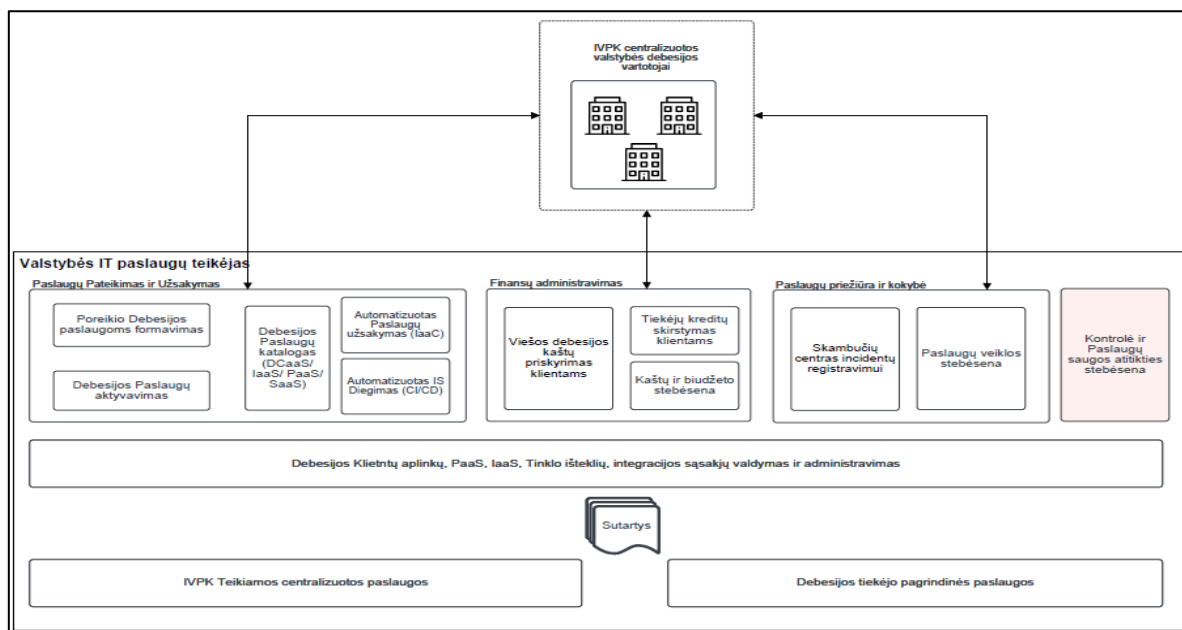 IVPK centralizuotos
valstybės debesijos
vartotojai
Valstybės IT paslaugų teikėjas
Paslaugų Pateikimas ir Užsakymas
Poreikio Debesijos
paslaugoms formavimas
Debesijos Paslaugų
aktyvavimas
Debesijos
Paslaugų
katalogas
(DCaaS/
IaaS/ PaaS/
SaaS)
Automatizuotas
Paslaugų
užsakymas (IaaC)
Automatizuotas IS
Diegimas (CI/CD)
Finansų administravimas
Viešos debesijos
kaštų
priskyrimas
klientams
Tiekėjų kreditų
skirstymas
klientams
Kaštų ir biudžeto
stebėsena
Paslaugų priežiūra ir kokybė
Skambučių
centras incidentų
registravimui
Paslaugų veiklos
stebėsena
Kontrolė ir
Paslaugų
saugos atitikties
stebėsena
Debesijos Klietntų aplinkų, PaaS, IaaS, Tinklo išteklių, integracijos sąsakjų valdymas ir administravimas
Sutartys
IVPK Teikiamos centralizuotos paslaugos
Debesijos tiekėjo pagrindinės paslaugos